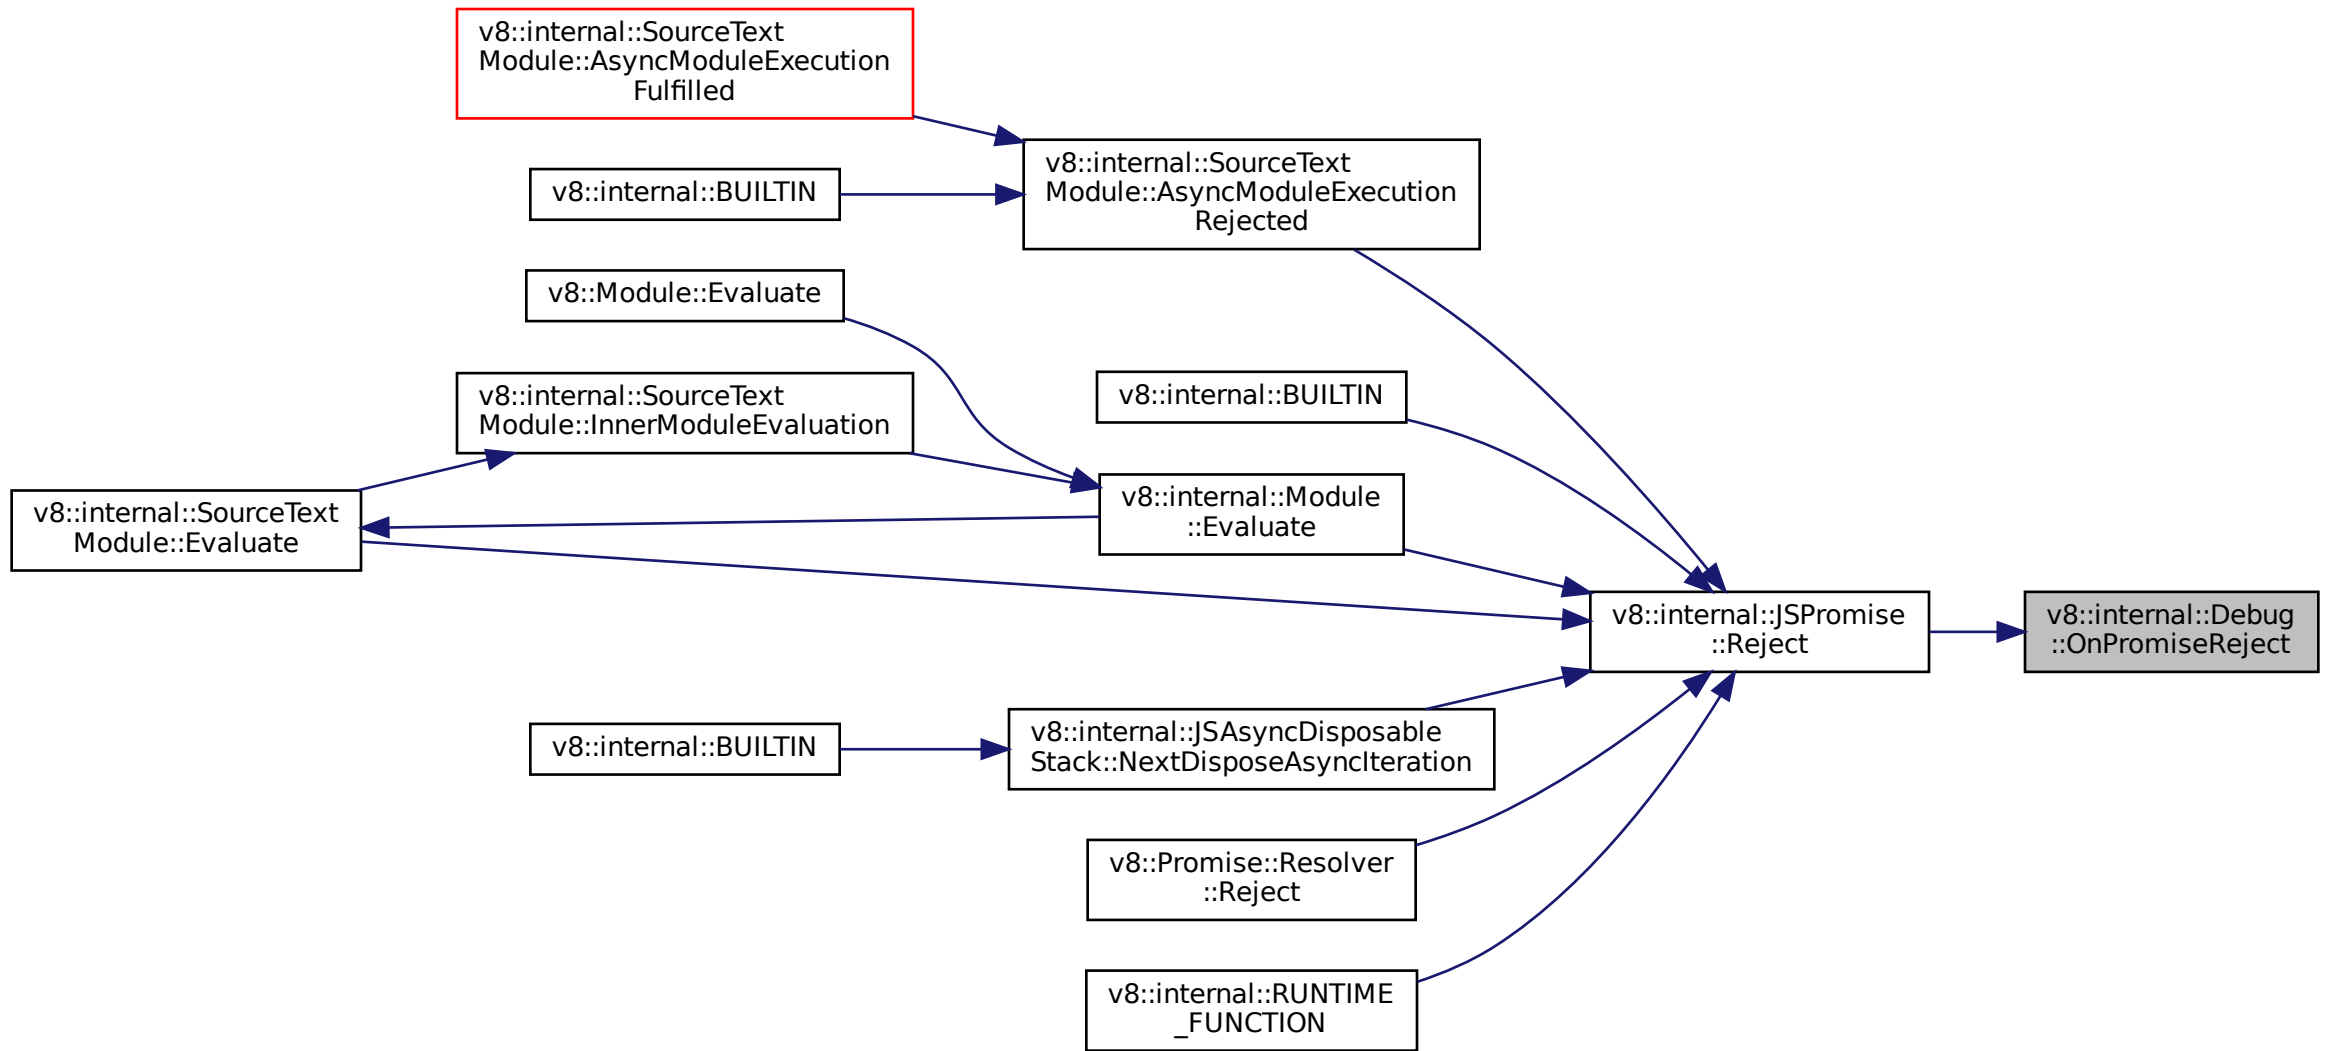 v8::internal::SourceText
Module::AsyncModuleExecution
Fulfilled
v8::internal::SourceText
Module::AsyncModuleExecution
Rejected
v8::internal::BUILTIN
v8::Module::Evaluate
v8::internal::BUILTIN
v8::internal::SourceText
Module::InnerModuleEvaluation
v8::internal::Module
::Evaluate
v8::internal::SourceText
Module::Evaluate
v8::internal::JSPromise
::Reject
v8::internal::Debug
::OnPromiseReject
v8::internal::BUILTIN
v8::internal::JSAsyncDisposable
Stack::NextDisposeAsyncIteration
v8::Promise::Resolver
::Reject
v8::internal::RUNTIME
_FUNCTION